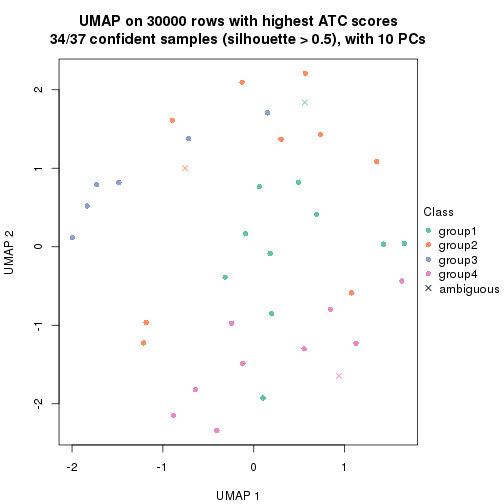 UMAP on 30000 rows with highest ATC scores
34/37 confident samples (silhouette > 0.5), with 10 PCs
UMAP 2
2
1
0
-1
-2
-2
-1
0
1
UMAP 1
Class
group1
group2
group3
group4
ambiguous